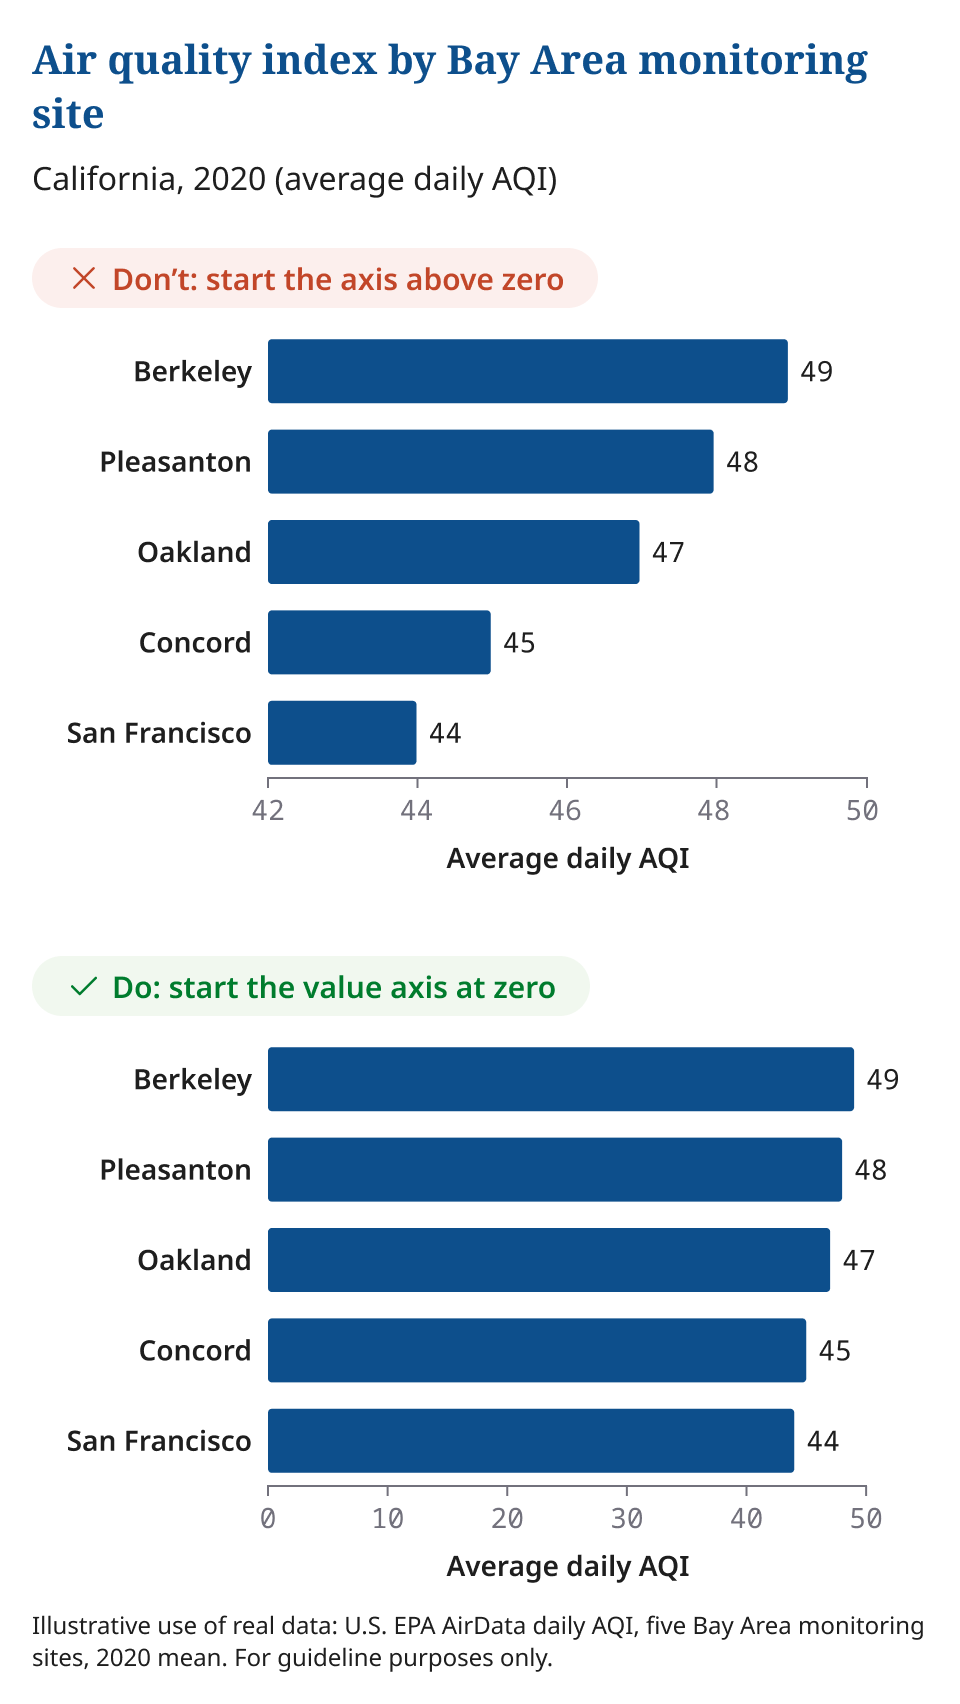 Air quality index by Bay Area monitoring
site
California, 2020 (average daily AQI)
Don’t: start the axis above zero
Berkeley 49
Pleasanton 48
Oakland 47
Concord 45
San Francisco 44
42 44 46 48 50
Average daily AQI
Do: start the value axis at zero
Berkeley 49
Pleasanton 48
Oakland 47
Concord 45
San Francisco 44
0 10 20 30 40 50
Average daily AQI
Illustrative use of real data: U.S. EPA AirData daily AQI, five Bay Area monitoring
sites, 2020 mean. For guideline purposes only.